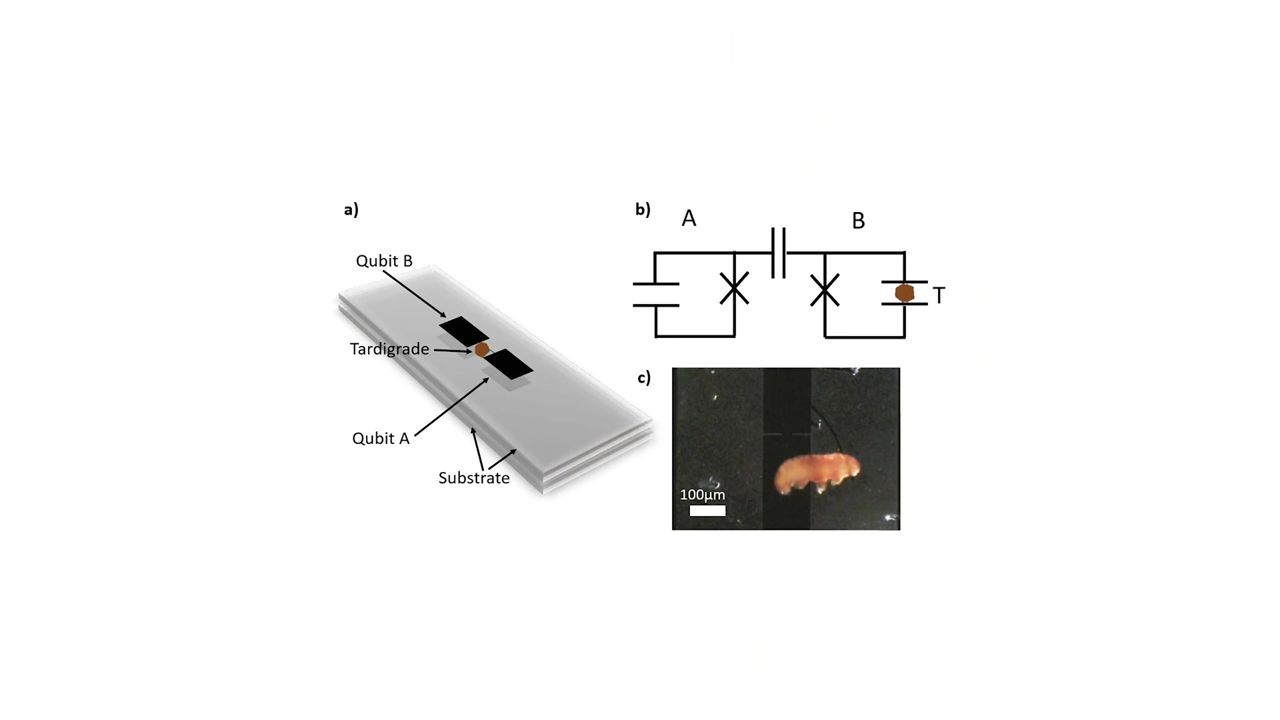 a)
Qubit B
Tardigrade
Qubit A
Substrate
b)
A
B
T
c)
100μm